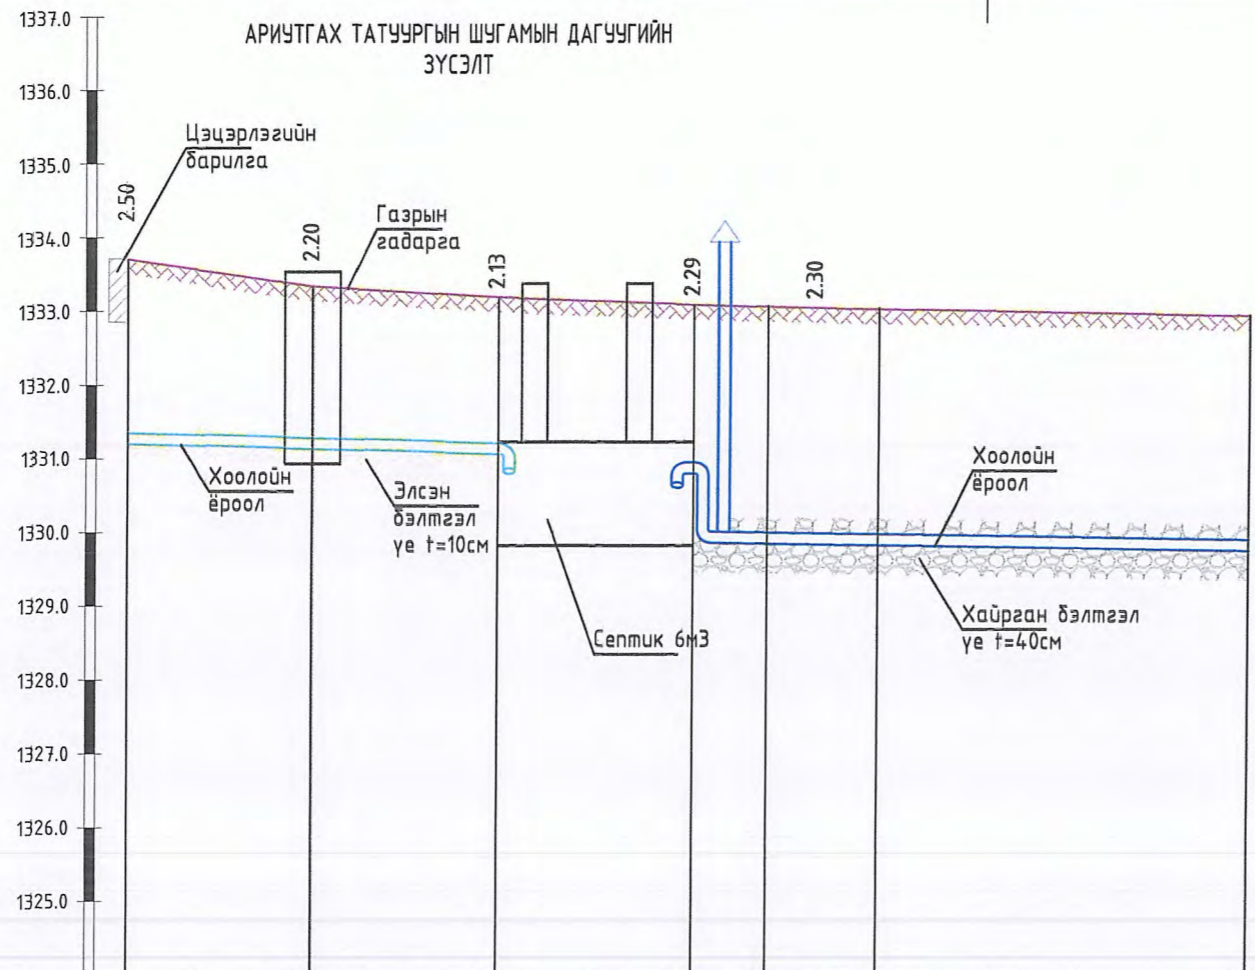 АРИУТГАХ ТАТУУРГЫН ШУГАМЫН ДАГУУГИЙН
ЗҮСЭЛТ
1337.0
1336.0
1335.0
1334.0
1333.0
1332.0
1331.0
1330.0
1329.0
1328.0
1327.0
1326.0
1325.0
Цэцэрлэгийн
барилга
2.50
2.20
Газрын
гадарга
2.13
2.29
2.30
Хоолойн
ёроол
Элсэн
бэлтгэл
үе t=10см
Септик 6м3
Хоолойн
ёроол
Хайрган бэлтгэл
үе t=40см